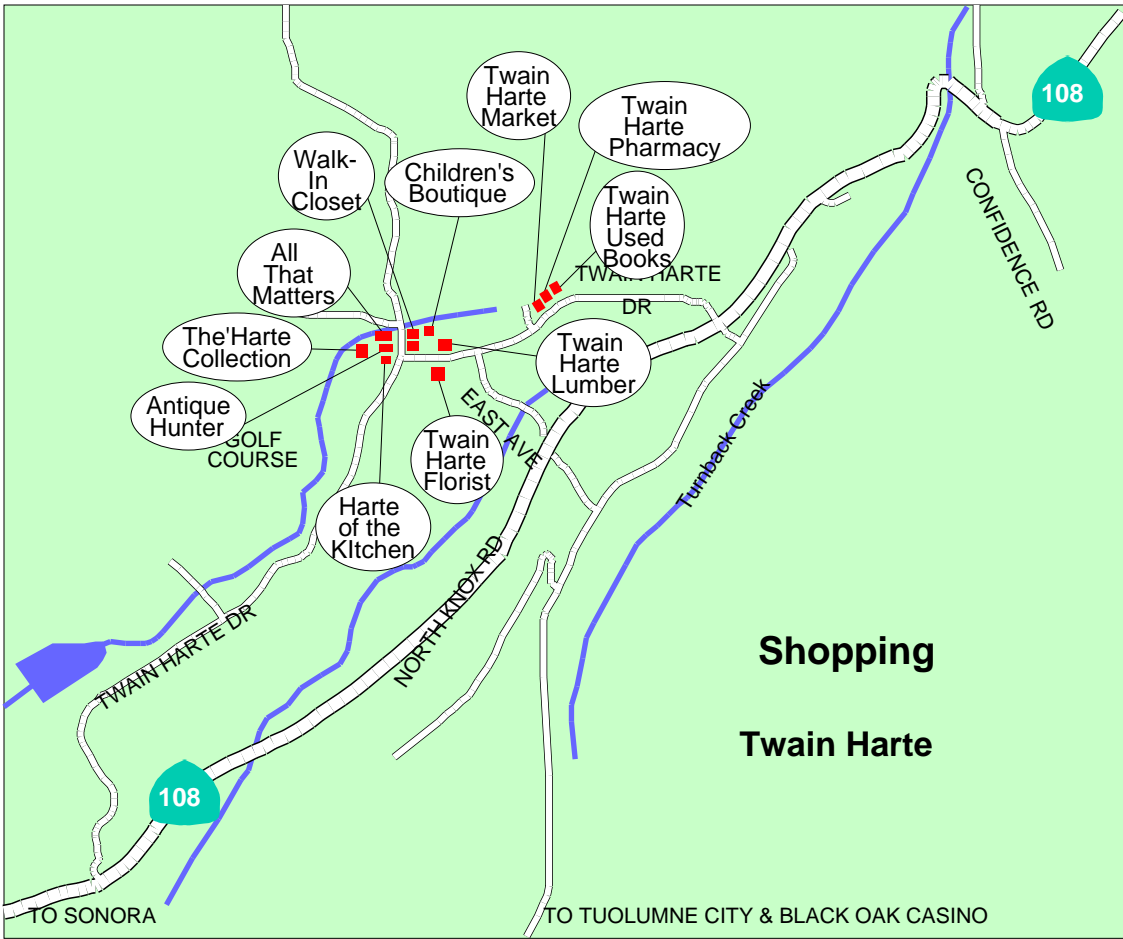 108
Twain
Harte
Market
Twain
Harte
Pharmacy
Walk-
In
Closet
Children's
Boutique
Twain
Harte
Used
Books
CONFIDENCE RD
All
That
Matters
TWAIN HARTE
DR
The'Harte
Collection
Twain
Harte
Lumber
Antique
Hunter
EAST AVE
GOLF
COURSE
Twain
Harte
Florist
Turnback Creek
Harte
of the
KItchen
NORTH KNOX RD
TWAIN HARTE DR
Shopping
Twain Harte
108
TO SONORA
TO TUOLUMNE CITY & BLACK OAK CASINO